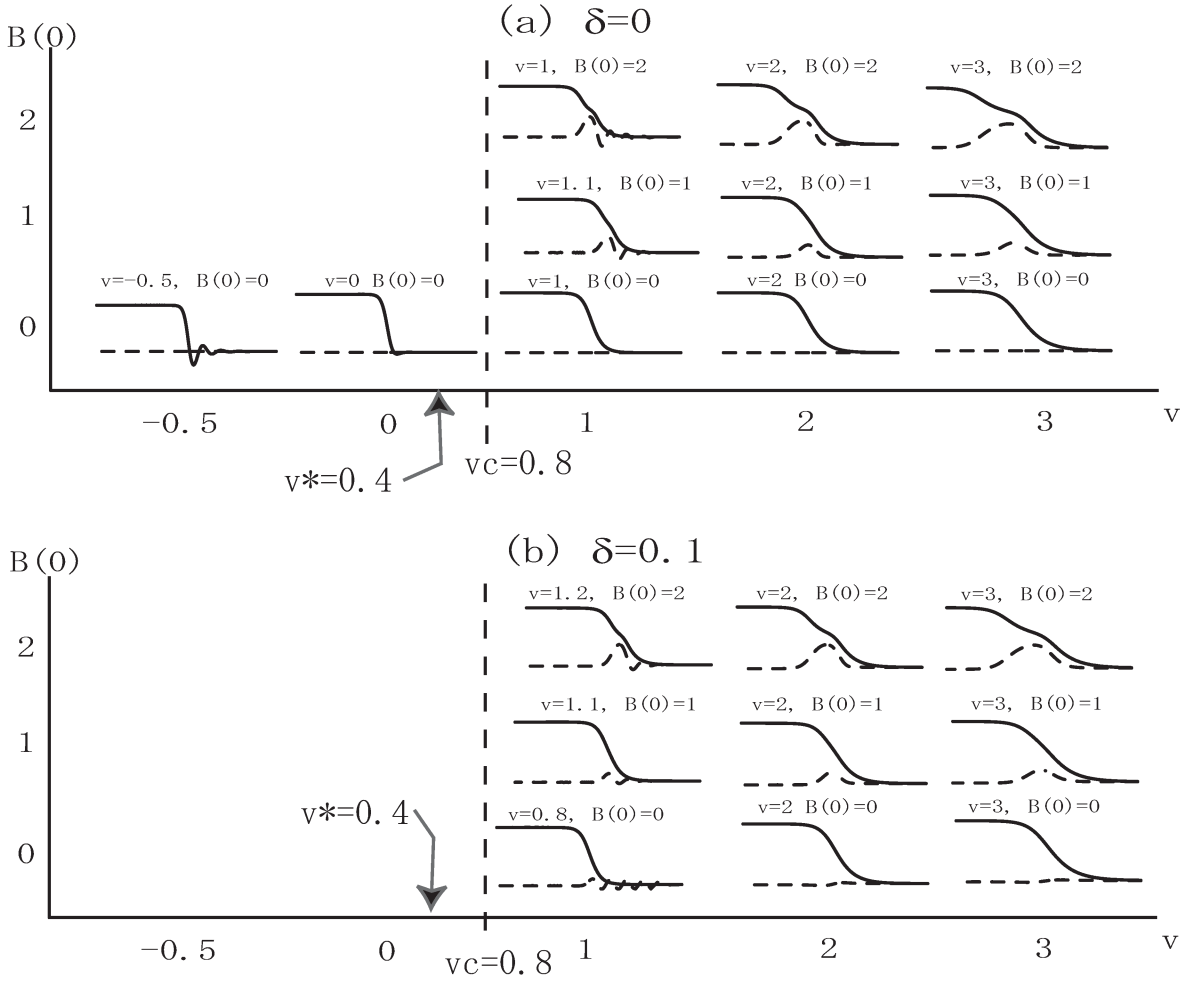 (a) δ=0
B(0)
v=1, B(0)=2
v=2, B(0)=2
v=3, B(0)=2
2
v=1.1, B(0)=1
v=2, B(0)=1
v=3, B(0)=1
1
v=-0.5, B(0)=0
v=0 B(0)=0
v=1, B(0)=0
v=2 B(0)=0
v=3, B(0)=0
0
-0.5
0
1
2
3
v
v*=0.4
vc=0.8
(b) δ=0.1
B(0)
v=1.2, B(0)=2
v=2, B(0)=2
v=3, B(0)=2
2
v=1.1, B(0)=1
v=2, B(0)=1
v=3, B(0)=1
1
v*=0.4
v=0.8, B(0)=0
v=2 B(0)=0
v=3, B(0)=0
0
-0.5
0
1
2
3
v
vc=0.8